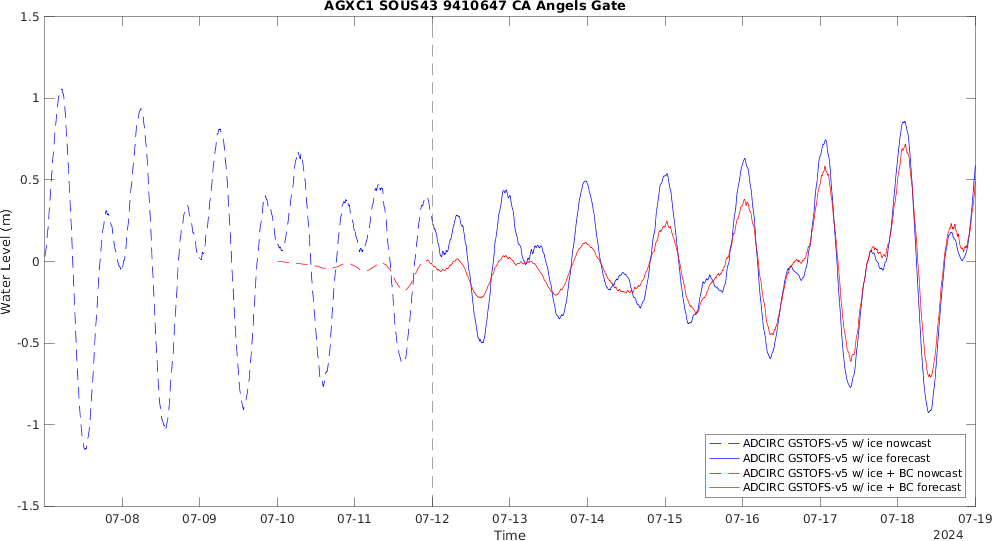 AGXC1 SOUS43 9410647 CA Angels Gate
1.5
1
0.5
0
-0.5
-1
-1.5
Water Level (m)
07-08 07-09 07-10 07-11 07-12 07-13 07-14 07-15 07-16 07-17 07-18 07-19
Time
2024
ADCIRC GSTOFS-v5 w/ ice nowcast
ADCIRC GSTOFS-v5 w/ ice forecast
ADCIRC GSTOFS-v5 w/ ice + BC nowcast
ADCIRC GSTOFS-v5 w/ ice + BC forecast